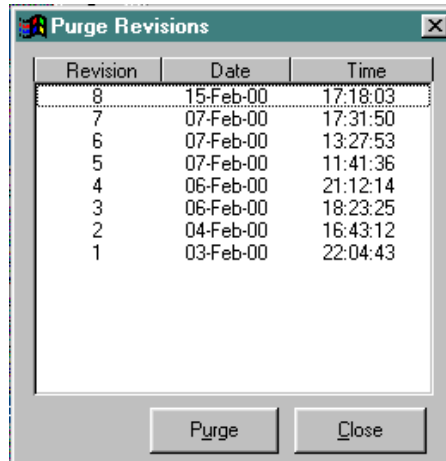 Purge Revisions
Revision Date Time
8 15-Feb-00 17:18:03
7 07-Feb-00 17:31:50
6 07-Feb-00 13:27:53
5 07-Feb-00 11:41:36
4 06-Feb-00 21:12:14
3 06-Feb-00 18:23:25
2 04-Feb-00 16:43:12
1 03-Feb-00 22:04:43
Purge Close